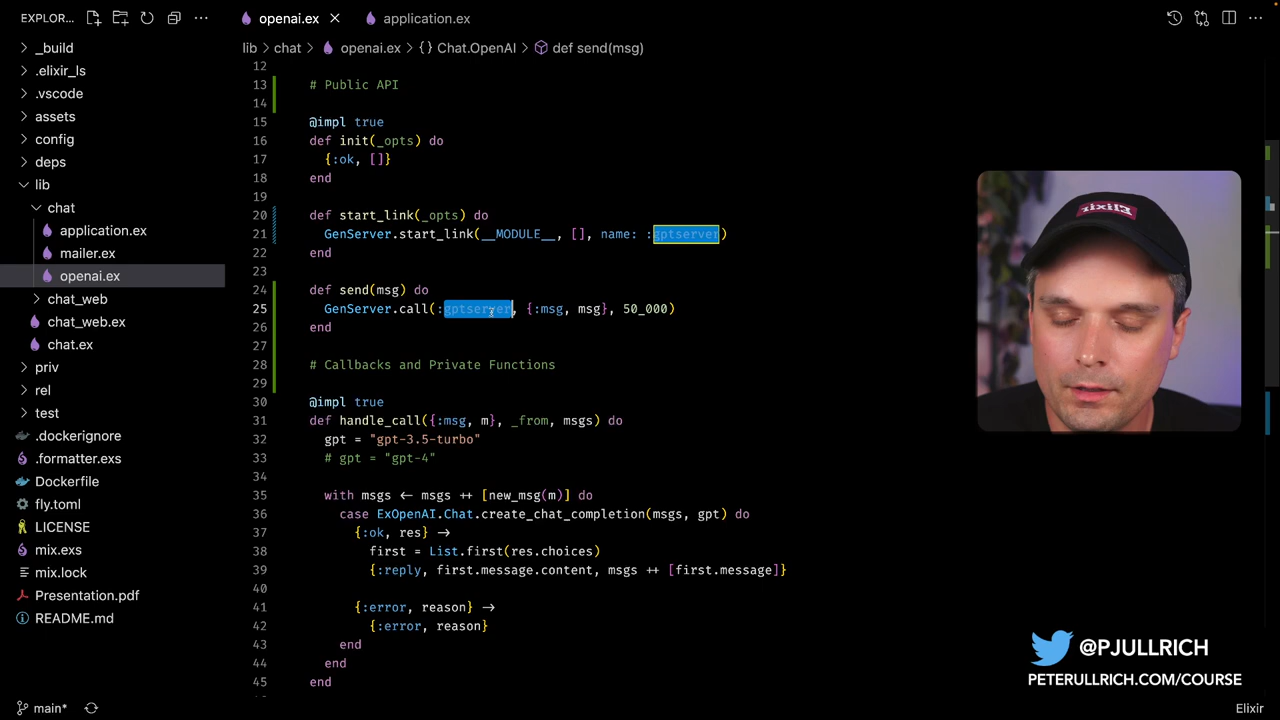 EXPLOR...
openai.ex
application.ex
_build
.elixir_ls
.vscode
assets
config
deps
lib
chat
application.ex
mailer.ex
openai.ex
chat_web
chat_web.ex
chat.ex
priv
rel
test
.dockerignore
.formatter.exs
Dockerfile
fly.toml
LICENSE
mix.exs
mix.lock
Presentation.pdf
README.md
main*
lib > chat > openai.ex > {} Chat.OpenAI > def send(msg)
12
13 # Public API
14
15 @impl true
16 def init(_opts) do
17 {:ok, []}
18 end
19
20 def start_link(_opts) do
21 GenServer.start_link(__MODULE__, [], name: :gptserver)
22 end
23
24 def send(msg) do
25 GenServer.call(:gptserver, {:msg, msg}, 50_000)
26 end
27
28 # Callbacks and Private Functions
29
30 @impl true
31 def handle_call({:msg, m}, _from, msgs) do
32 gpt = "gpt-3.5-turbo"
33 # gpt = "gpt-4"
34
35 with msgs <- msgs ++ [new_msg(m)] do
36 case ExOpenAI.Chat.create_chat_completion(msgs, gpt) do
37 {:ok, res} ->
38 first = List.first(res.choices)
39 {:reply, first.message.content, msgs ++ [first.message]}
40
41 {:error, reason} ->
42 {:error, reason}
43 end
44 end
45 end
@PJULLRICH
PETERULLRICH.COM/COURSE
Elixir